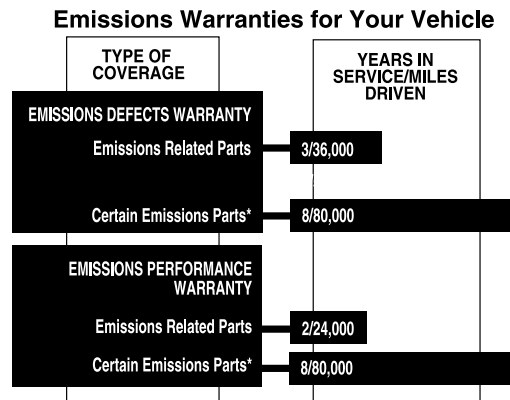 Emissions Warranties for Your Vehicle
TYPE OF
COVERAGE
YEARS IN
SERVICE/MILES
DRIVEN
EMISSIONS DEFECTS WARRANTY
Emissions Related Parts
3/36,000
Certain Emissions Parts*
8/80,000
EMISSIONS PERFORMANCE
WARRANTY
Emissions Related Parts
2/24,000
Certain Emissions Parts*
8/80,000